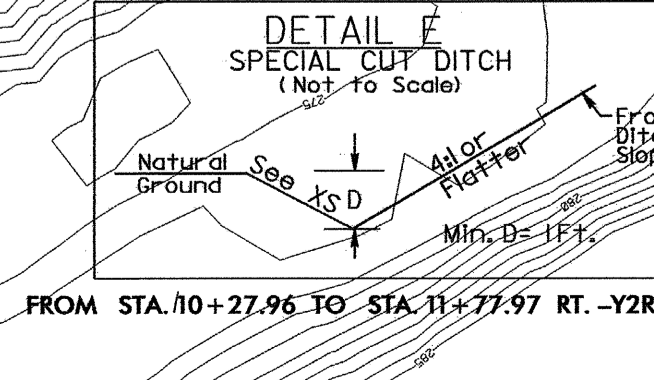 DETAIL E
SPECIAL CUT DITCH
(Not to Scale)
275
Natural
Ground
See XS
D
4:1 or
Flatter
Min. D= 1Ft.
280
FROM STA. 10+27.96 TO STA. 11+77.97 RT. -Y2R
285